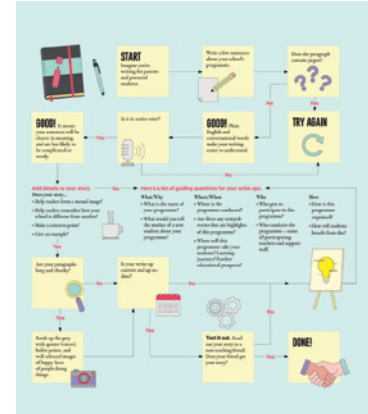 START
Imagine you're
writing for parents
and potential
students.
Write a few sentences
about your school's
programme.
Does the paragraph
contain jargon?
No
Yes
GOOD! It means
your sentences will be
clearer in meaning,
and are less likely to
be complicated or
wordy.
Yes
Is it in active voice?
GOOD! Plain
English and
conversational words
make your writing
easier to understand.
TRY AGAIN
No
Add details to your story.
Does your story...
• Help readers form a mental image?
• Help readers remember how your
school is different from another?
• Make a concrete point?
• Give an example?
No
Here's a list of guiding questions for your write-ups.
What/Why
• What is the name of
your programme?
• What would you tell
the mother of a new
student about your
programme?
Where/When
• Where is the
programme conducted?
• Are there any
events that are highlights
of this programme?
• Where will this
programme take your
students? Learning
journeys? Further
educational prospects?
Who
• Who gets to
participate in this
programme?
• Who conducts the
programme – name
of participating
teachers and support
staff.
How
• How is this
programme
organised?
• How will students
benefit from this?
Yes
Are your paragraphs
long and chunky?
No
Is your write-up
current and up-to-
date?
No
Yes
Yes
No
Break up the grey
with quotes,
bullet points, and
well selected images
of happy faces
of people doing
things.
Test it out. Read
out your story to a
non-teaching friend.
Does your friend get
your story?
Yes
DONE!